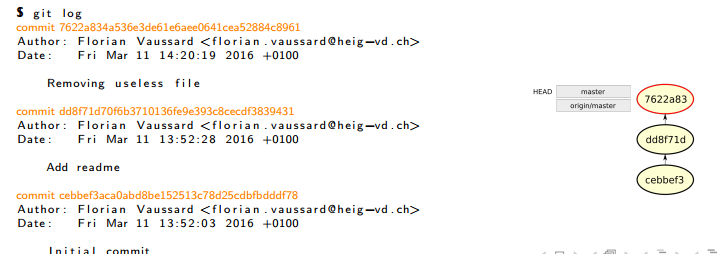 $ git log
commit 7622a834a536e3de61e6aee0641cea52884c8961
Author: Florian Vaussard <florian.vaussard@heig-vd.ch>
Date: Fri Mar 11 14:20:19 2016 +0100
Removing useless file
commit dd8f71d70f6b3710136fe9e393c8cecdf3839431
Author: Florian Vaussard <florian.vaussard@heig-vd.ch>
Date: Fri Mar 11 13:52:28 2016 +0100
Add readme
commit cebbef3aca0abd8be152513c78d25cdbfbdddf78
Author: Florian Vaussard <florian.vaussard@heig-vd.ch>
Date: Fri Mar 11 13:52:03 2016 +0100
Initial commit
HEAD master
origin/master
7622a83
dd8f71d
cebbef3